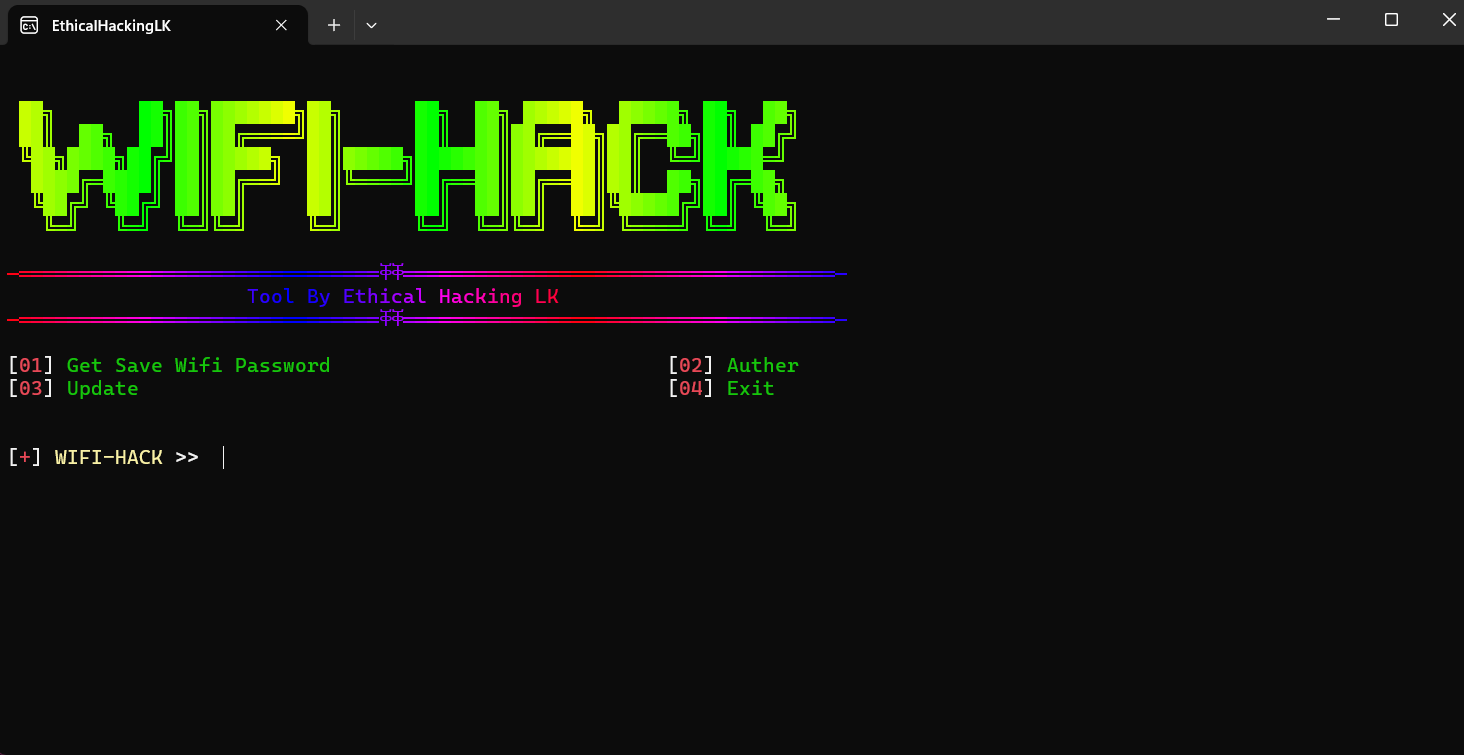 EthicalHackingLK
WIFI-HACK
Tool By Ethical Hacking LK
[01] Get Save Wifi Password [02] Auther
[03] Update [04] Exit
[+] WIFI-HACK >>